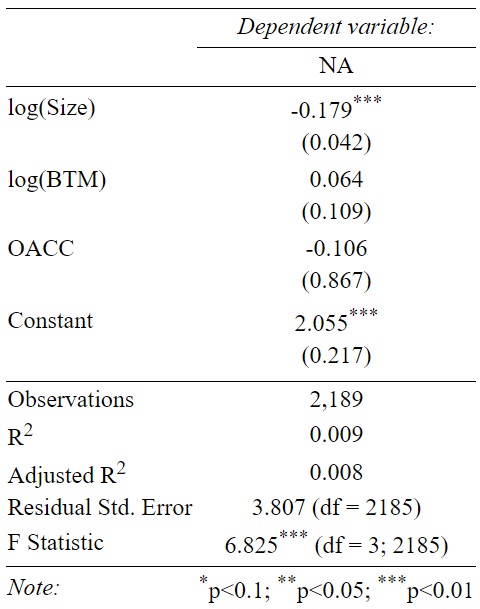 Dependent variable:
NA
log(Size) -0.179***
(0.042)
log(BTM) 0.064
(0.109)
OACC -0.106
(0.867)
Constant 2.055***
(0.217)
Observations 2,189
R2 0.009
Adjusted R2 0.008
Residual Std. Error 3.807 (df = 2185)
F Statistic 6.825*** (df = 3; 2185)
Note: *p<0.1; **p<0.05; ***p<0.01